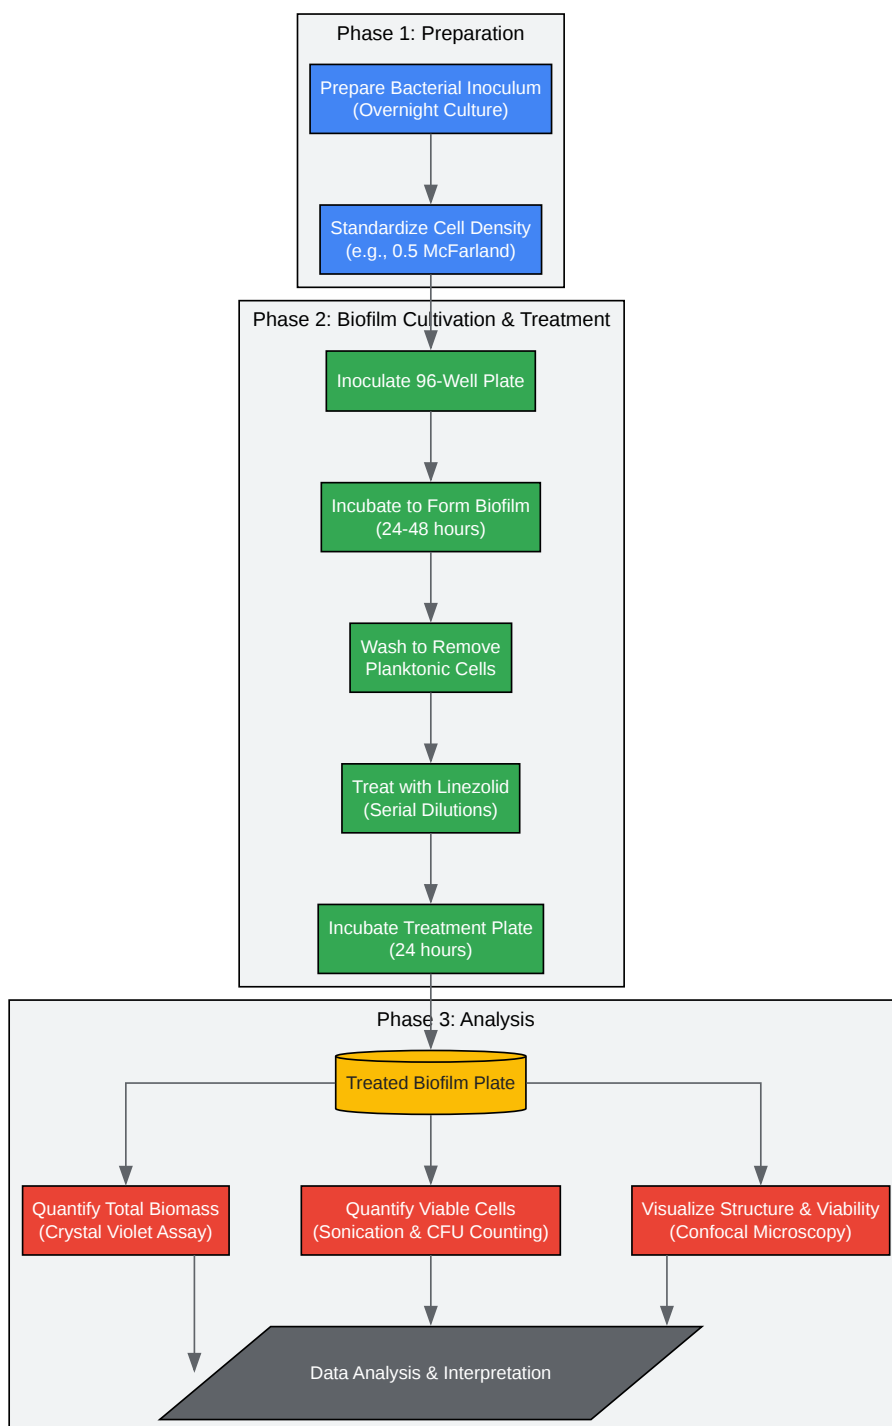 Phase 1: Preparation
Prepare Bacterial Inoculum
(Overnight Culture)
Standardize Cell Density
(e.g., 0.5 McFarland)
Phase 2: Biofilm Cultivation & Treatment
Inoculate 96-Well Plate
Incubate to Form Biofilm
(24-48 hours)
Wash to Remove
Planktonic Cells
Treat with Linezolid
(Serial Dilutions)
Incubate Treatment Plate
(24 hours)
Phase 3: Analysis
Treated Biofilm Plate
Quantify Total Biomass
(Crystal Violet Assay)
Quantify Viable Cells
(Sonication & CFU Counting)
Visualize Structure & Viability
(Confocal Microscopy)
Data Analysis & Interpretation